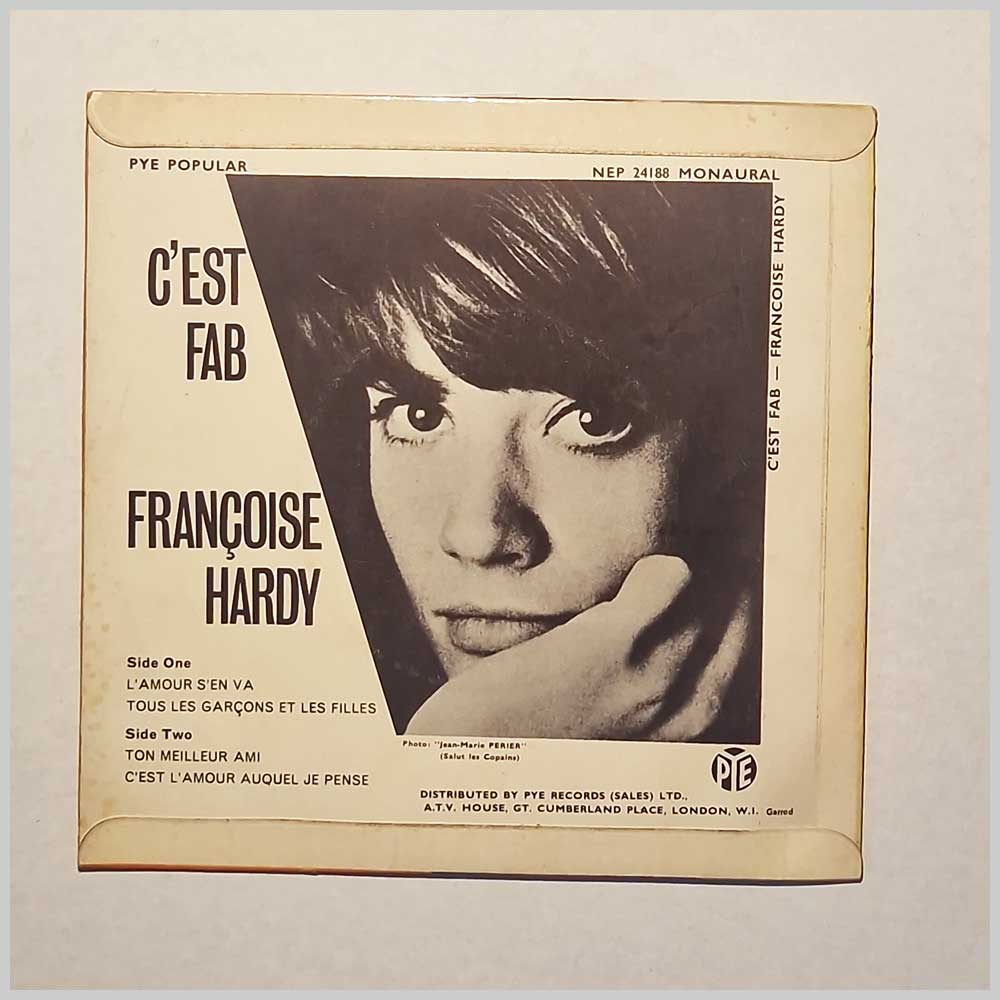 PYE POPULAR
NEP 24188 MONAURAL
C'EST
FAB
FRANÇOISE
HARDY
C'EST FAB — FRANCOISE HARDY
Side One
L'AMOUR S'EN VA
TOUS LES GARÇONS ET LES FILLES
Side Two
TON MEILLEUR AMI
C'EST L'AMOUR AUQUEL JE PENSE
Photo: "Jean-Marie PERIER"
(Salut les Copains)
PYE
DISTRIBUTED BY PYE RECORDS (SALES) LTD.,
A.T.V. HOUSE, GT. CUMBERLAND PLACE, LONDON, W.I. Garrod